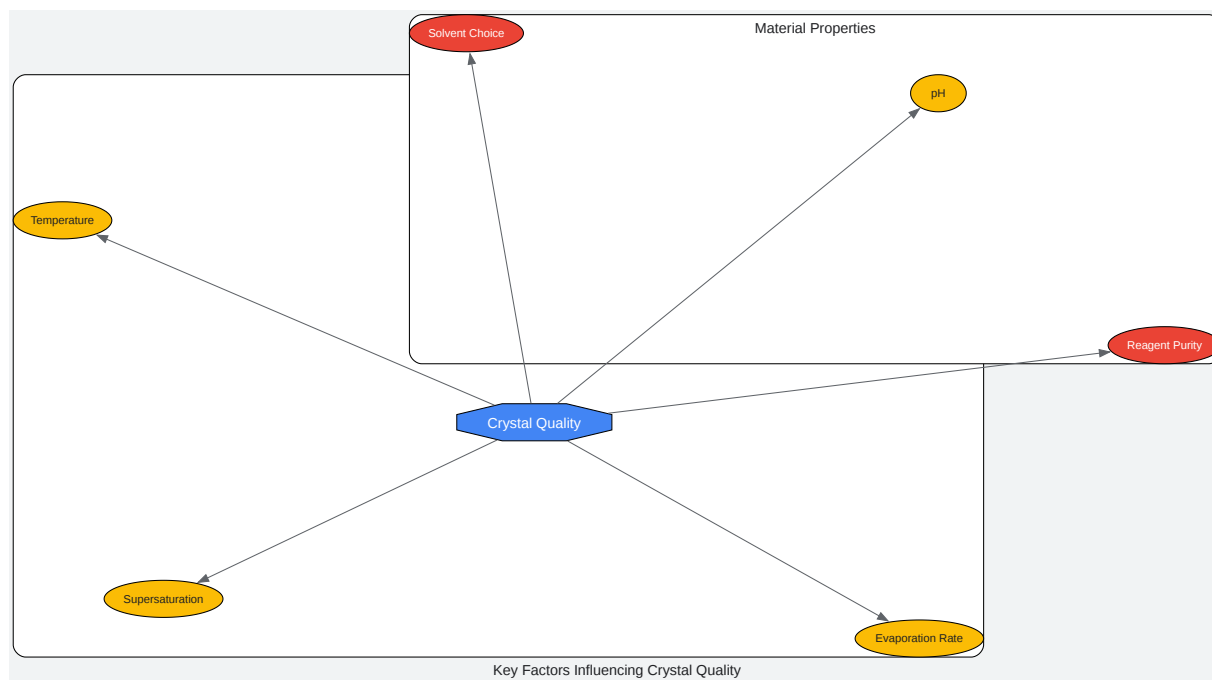 Solvent Choice
Material Properties
pH
Temperature
Reagent Purity
Crystal Quality
Supersaturation
Evaporation Rate
Key Factors Influencing Crystal Quality